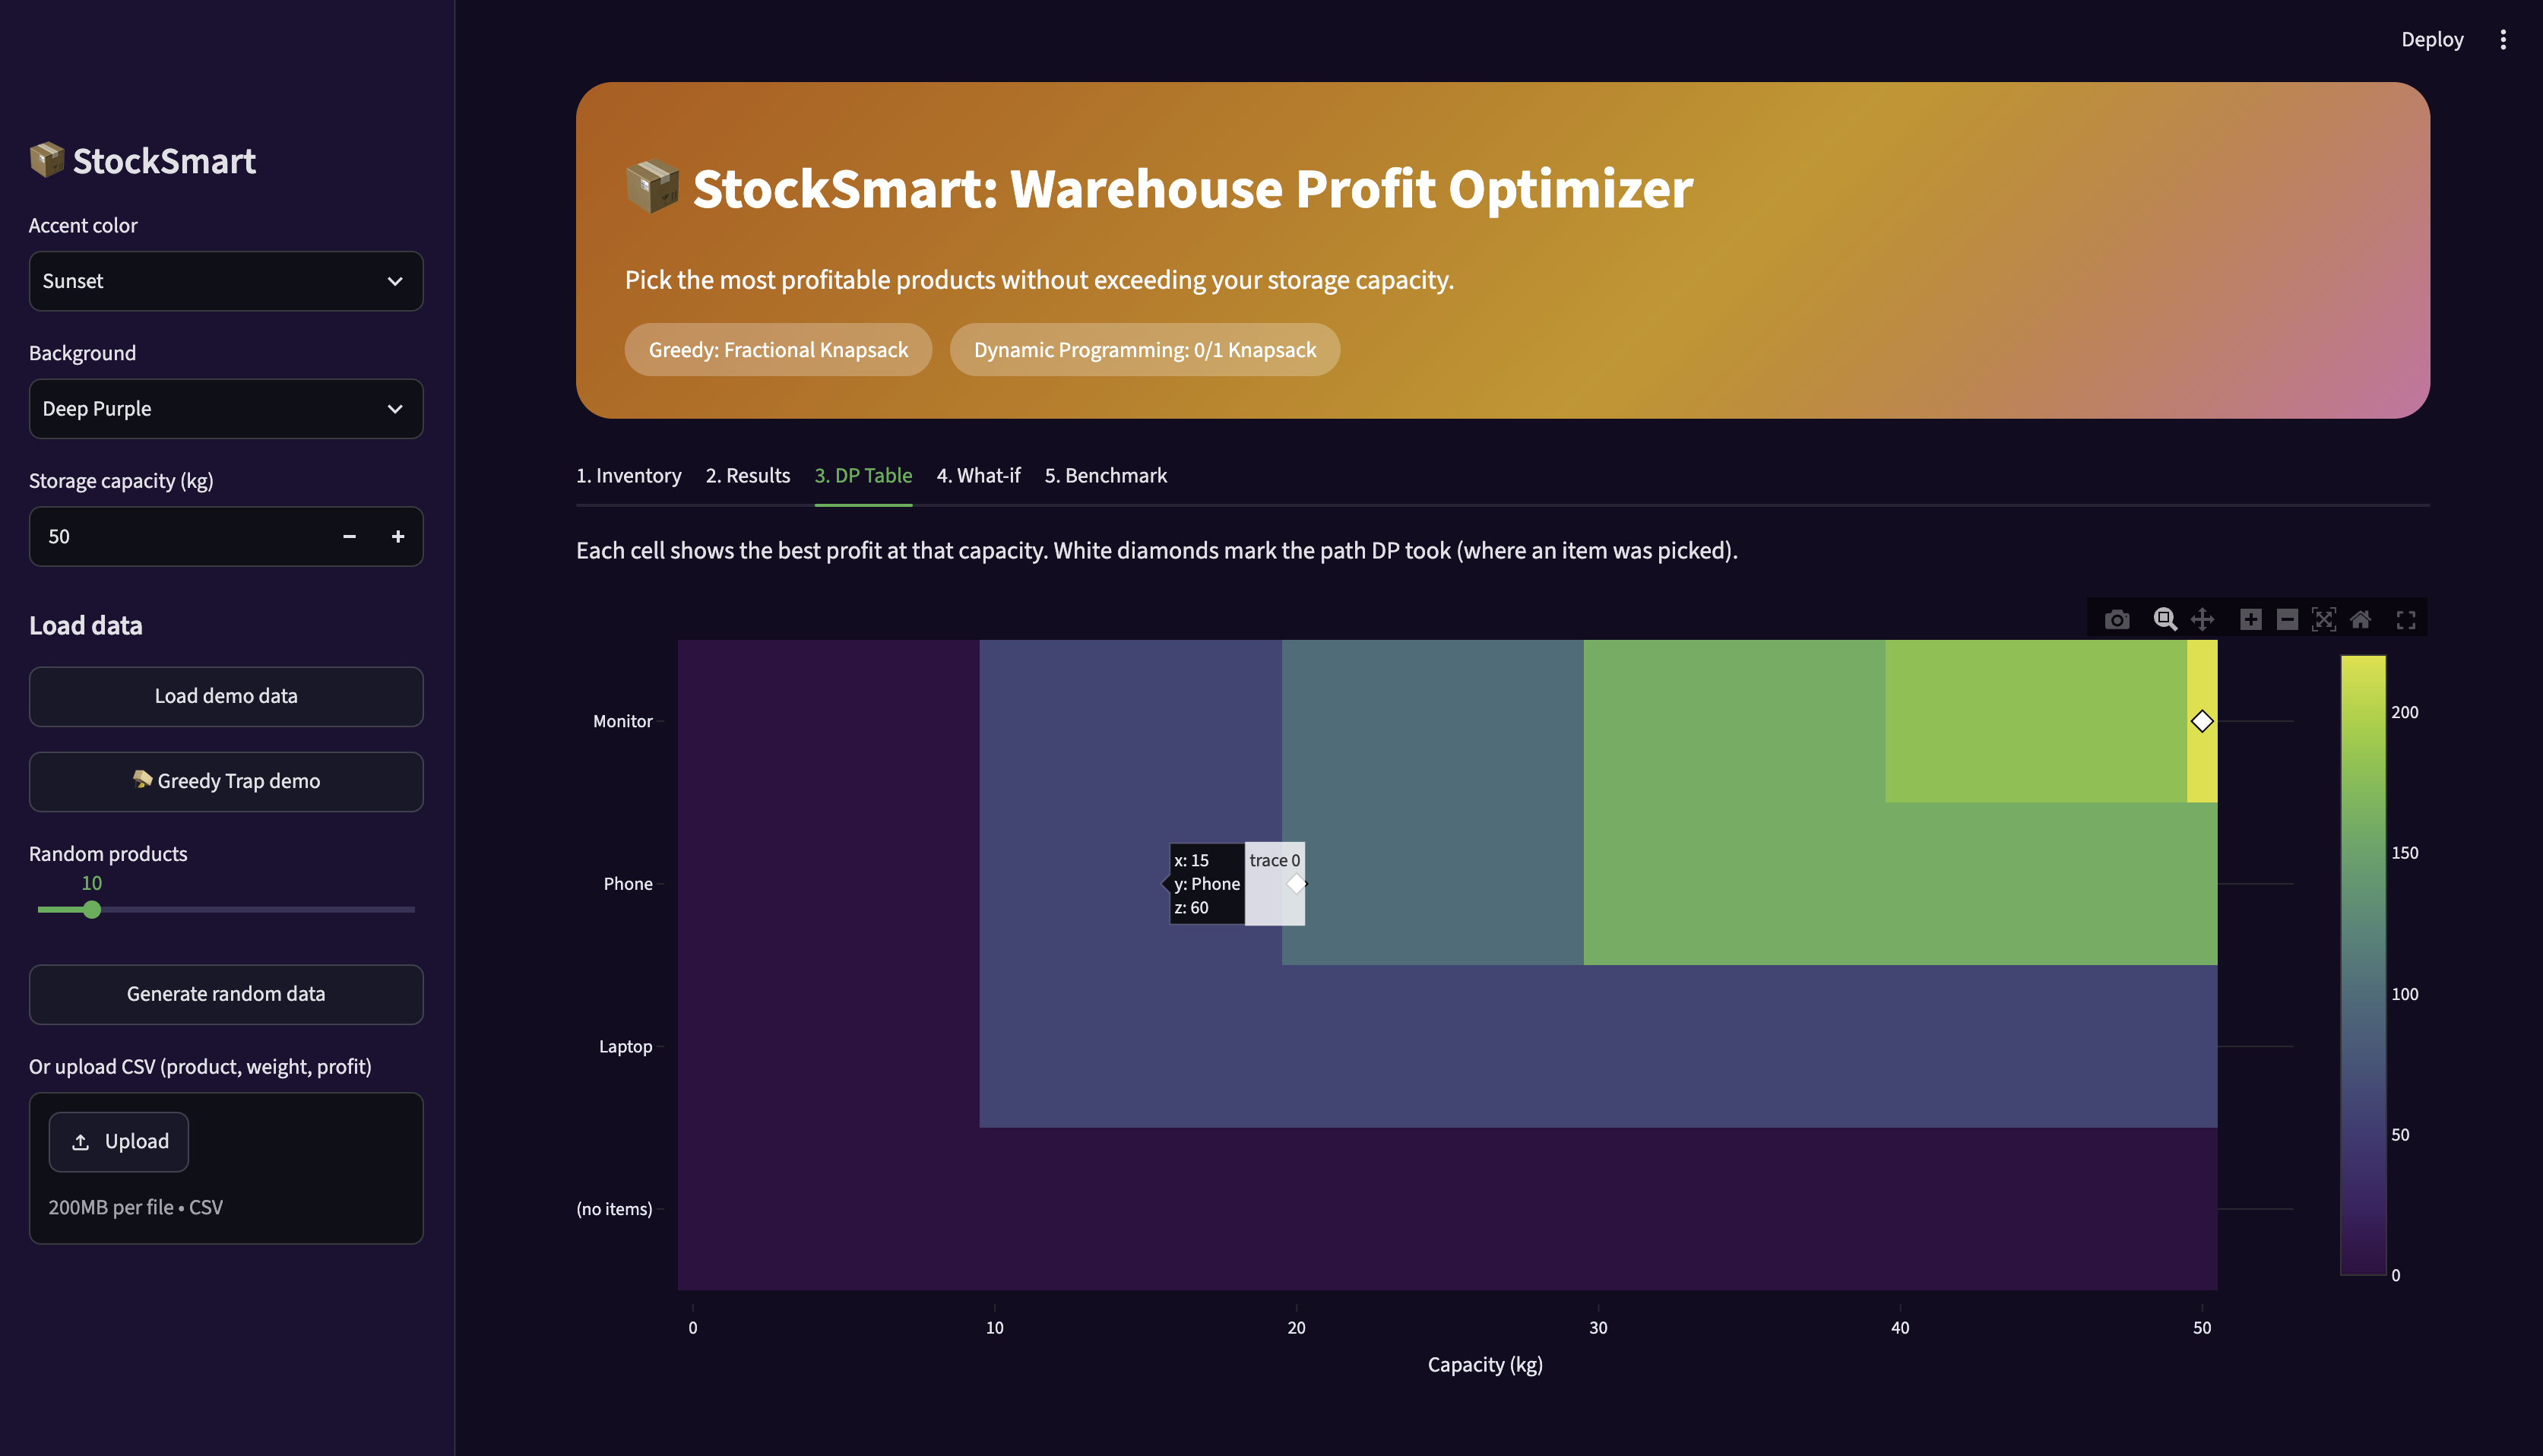 Deploy
StockSmart
Accent color
Sunset
Background
Deep Purple
Storage capacity (kg)
50
Load data
Load demo data
Greedy Trap demo
Random products
10
Generate random data
Or upload CSV (product, weight, profit)
Upload
200MB per file • CSV
StockSmart: Warehouse Profit Optimizer
Pick the most profitable products without exceeding your storage capacity.
Greedy: Fractional Knapsack
Dynamic Programming: 0/1 Knapsack
1. Inventory 2. Results 3. DP Table 4. What-if 5. Benchmark
Each cell shows the best profit at that capacity. White diamonds mark the path DP took (where an item was picked).
Monitor
Phone
Laptop
(no items)
x: 15
y: Phone
z: 60
trace 0
200
150
100
50
0
0 10 20 30 40 50
Capacity (kg)